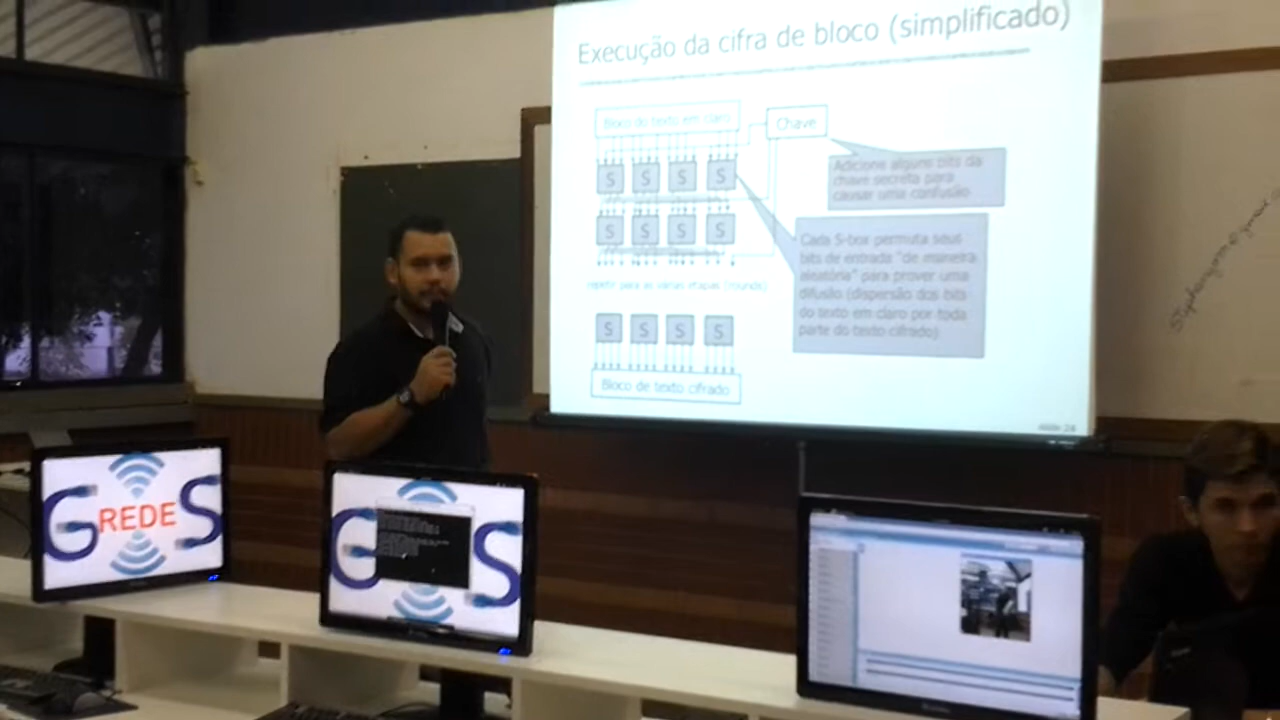 Execução da cifra de bloco (simplificado)
Bloco do texto em claro
Chave
Adicione alguns bits da
chave secreta para
causar uma confusão
S S S S
S S S S
Cada S-box permuta seus
bits de entrada "de maneira
aleatória" para prover uma
difusão (dispersão dos bits
do texto em claro por toda
parte do texto cifrado)
repetir para as várias etapas (rounds)
S S S S
Bloco de texto cifrado
slide 24
GREDES
G S